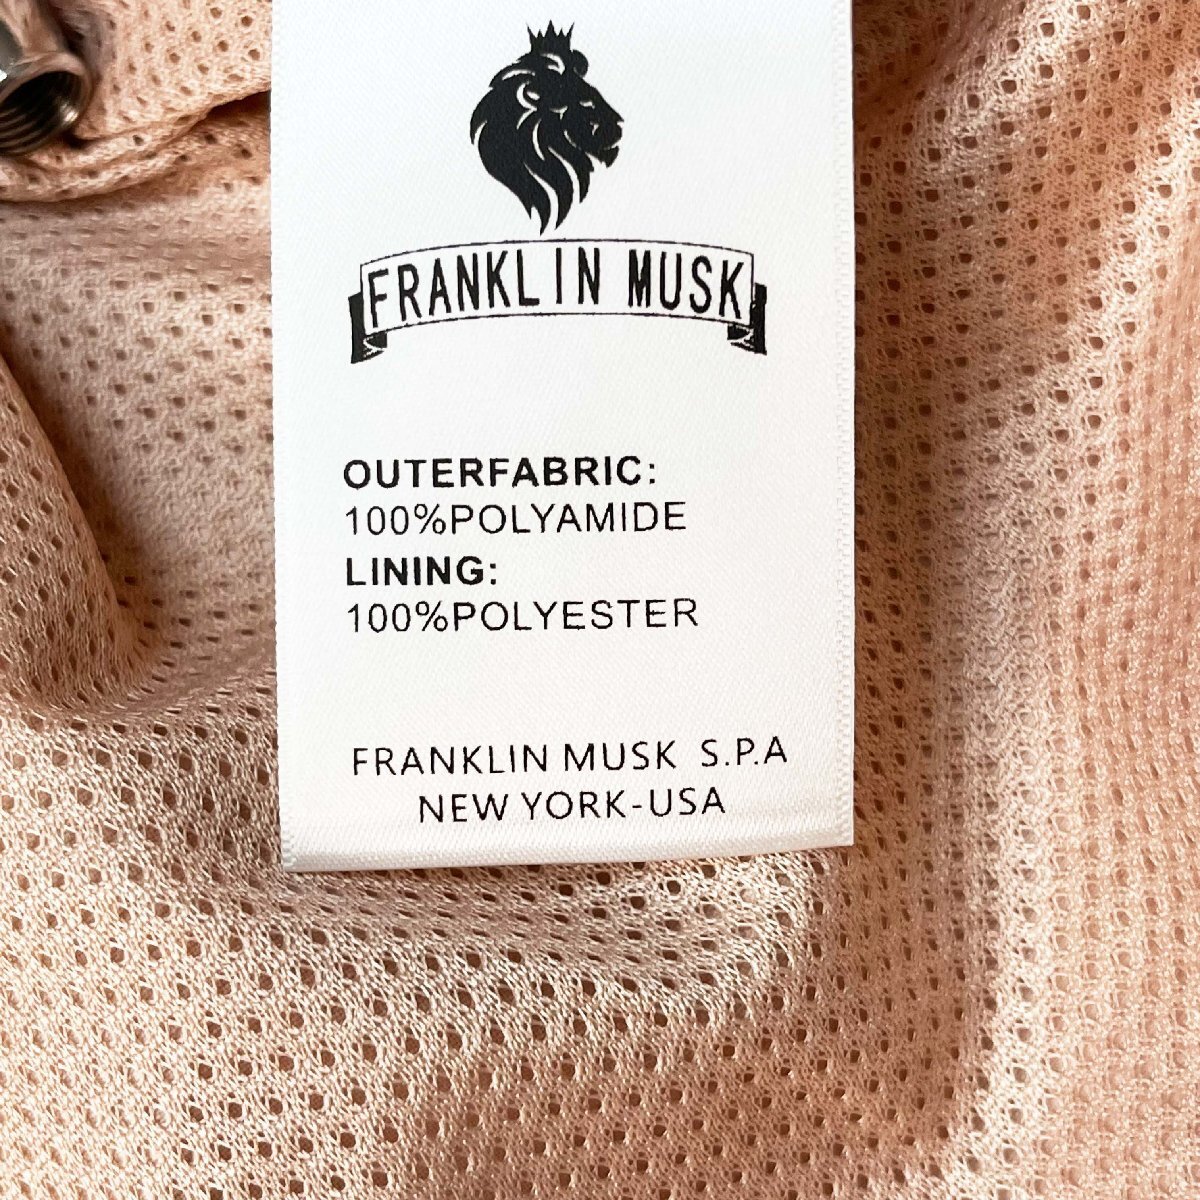 FRANKLIN MUSK
OUTERFABRIC:
100%POLYAMIDE
LINING:
100%POLYESTER
FRANKLIN MUSK S.P.A
NEW YORK-USA